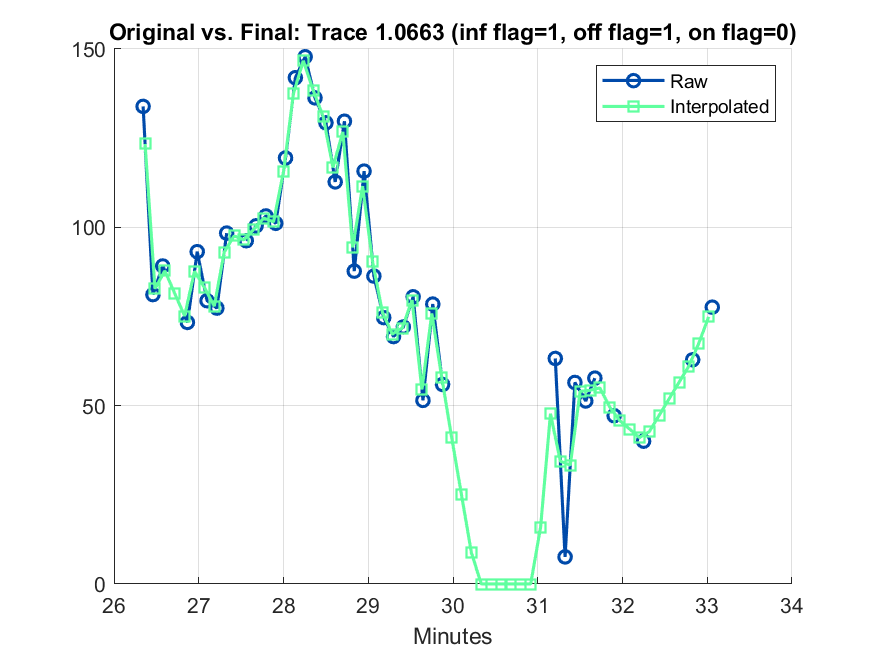 Original vs. Final: Trace 1.0663 (inf flag=1, off flag=1, on flag=0)
150
100
50
0
Raw
Interpolated
26 27 28 29 30 31 32 33 34
Minutes